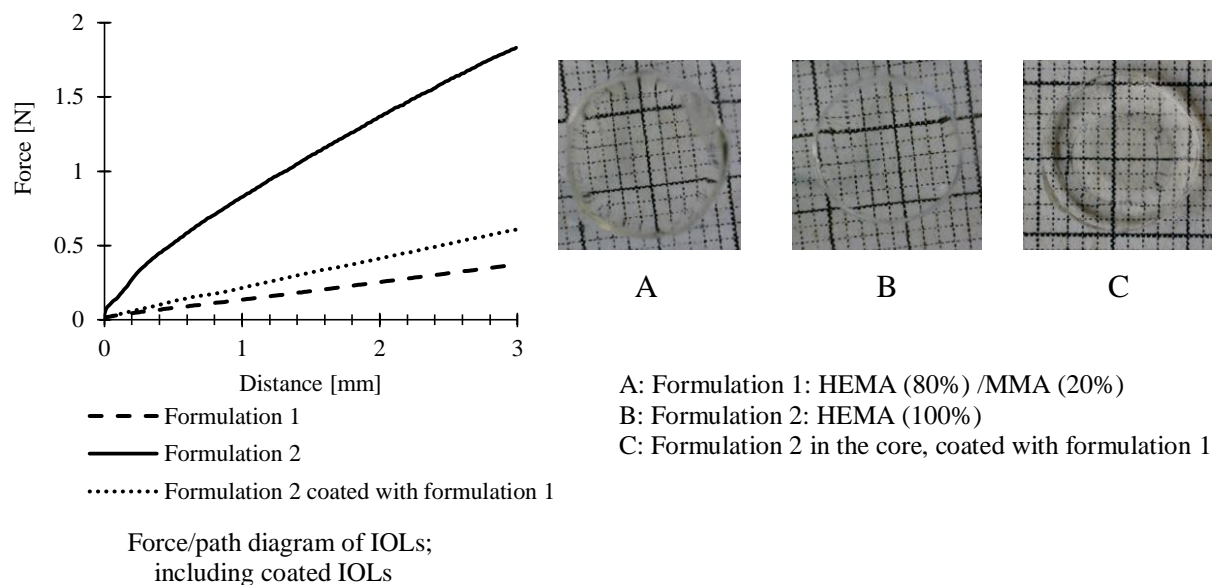 2
1.5
1
0.5
0
Force [N]
0 1 2 3
Distance [mm]
Formulation 1
Formulation 2
Formulation 2 coated with formulation 1
Force/path diagram of IOLs;
including coated IOLs
A B C
A: Formulation 1: HEMA (80%) /MMA (20%)
B: Formulation 2: HEMA (100%)
C: Formulation 2 in the core, coated with formulation 1